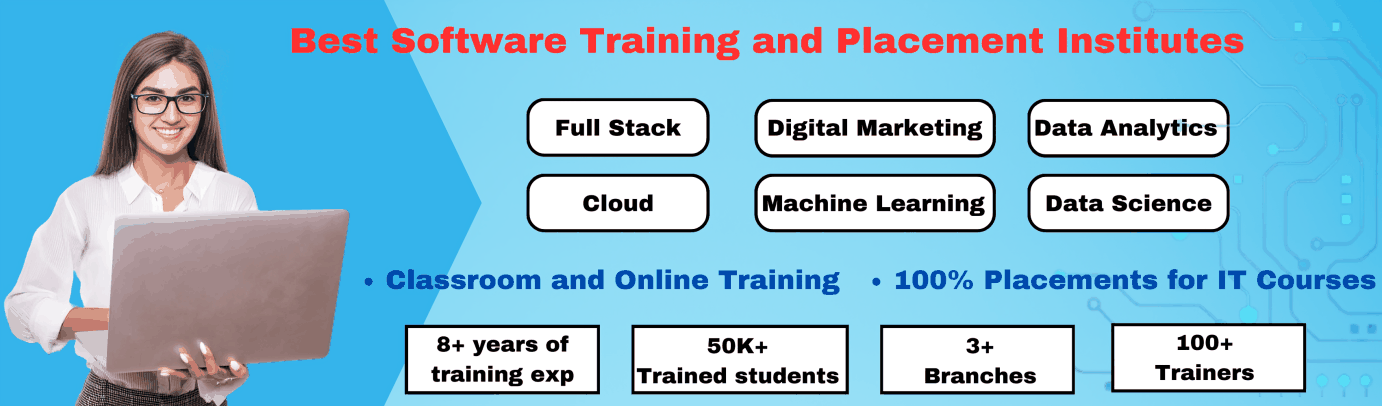 Best Software Training and Placement Institutes
Full Stack
Digital Marketing
Data Analytics
Cloud
Machine Learning
Data Science
• Classroom and Online Training
• 100% Placements for IT Courses
8+ years of
training exp
50K+
Trained students
3+
Branches
100+
Trainers